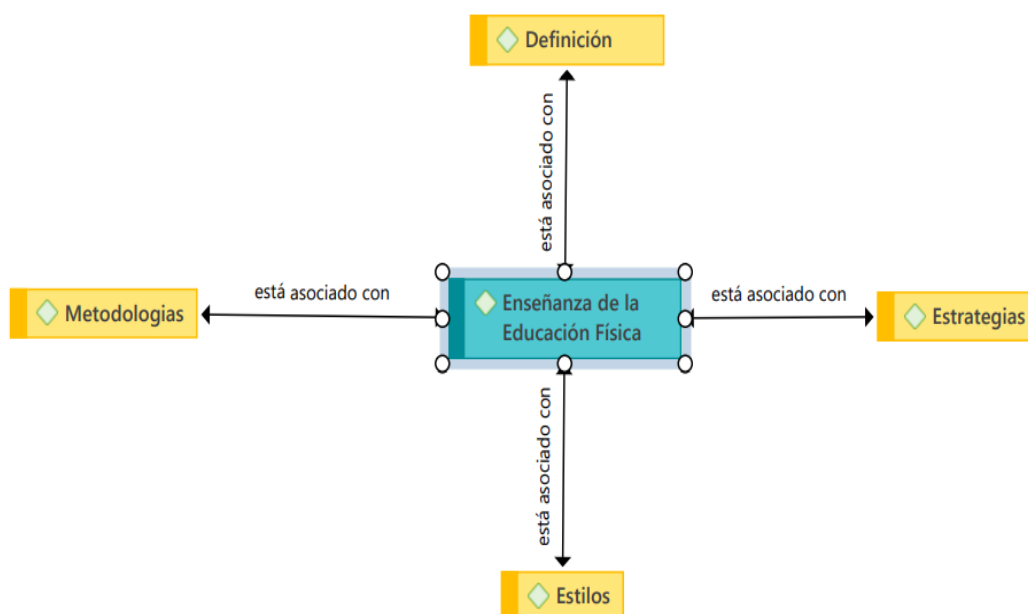 Definición
está asociado con
Metodologias
está asociado con
Enseñanza de la
Educación Física
está asociado con
Estrategias
está asociado con
Estilos